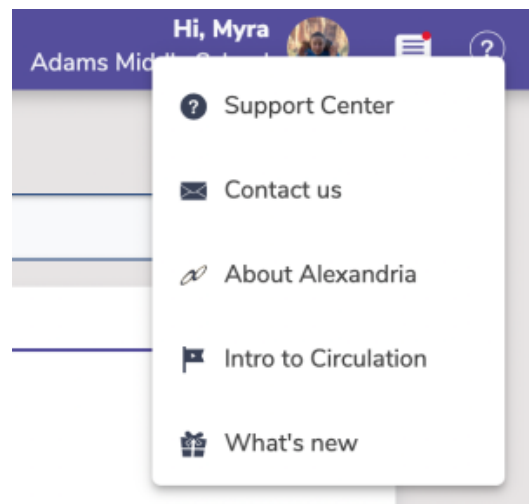 Hi, Myra
Adams Mid
?
?
Support Center
Contact us
About Alexandria
Intro to Circulation
What's new